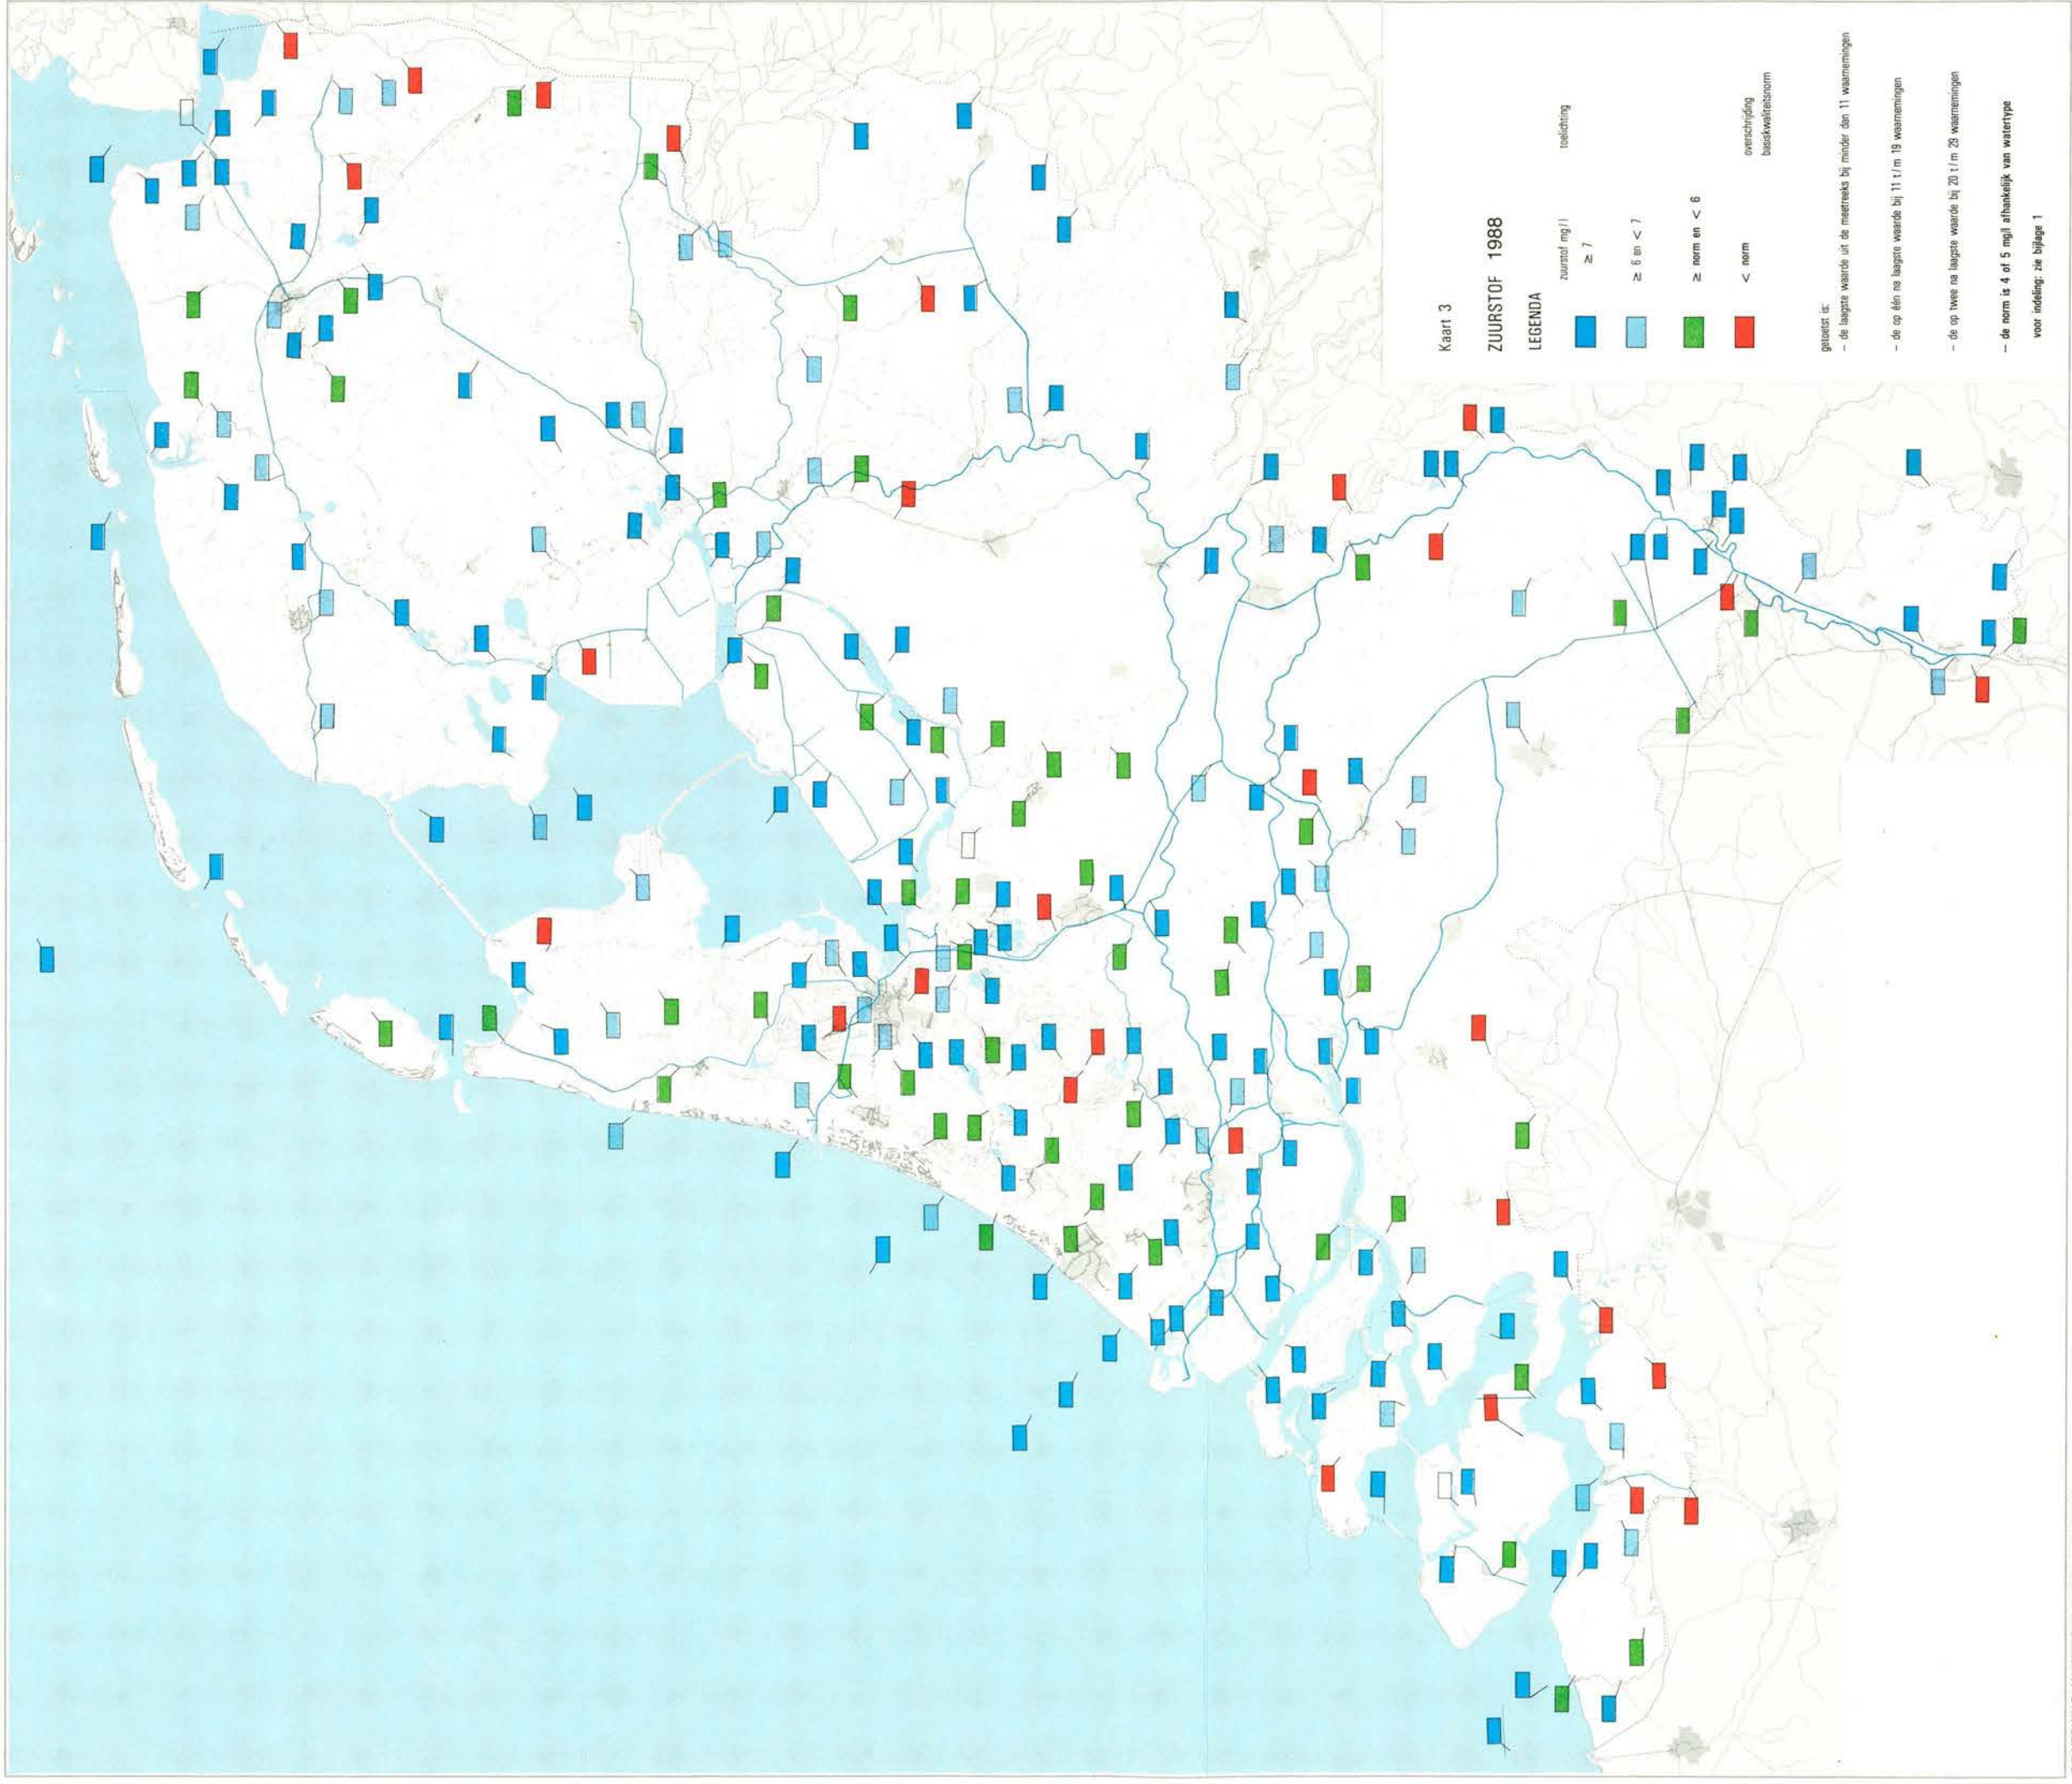 Kaart 3
ZUURSTOF 1988
LEGENDA
zuurstof mg/l toelichting
≥ 7
≥ 6 en < 7
≥ norm en < 6
< norm overschrijding
basiskwaliteitsnorm
getoetst is:
– de laagste waarde uit de meetreeks bij minder dan 11 waarnemingen
– de op één na laagste waarde bij 11 t/m 19 waarnemingen
– de op twee na laagste waarde bij 20 t/m 29 waarnemingen
– de norm is 4 of 5 mg/l afhankelijk van watertype
voor indeling: zie bijlage 1